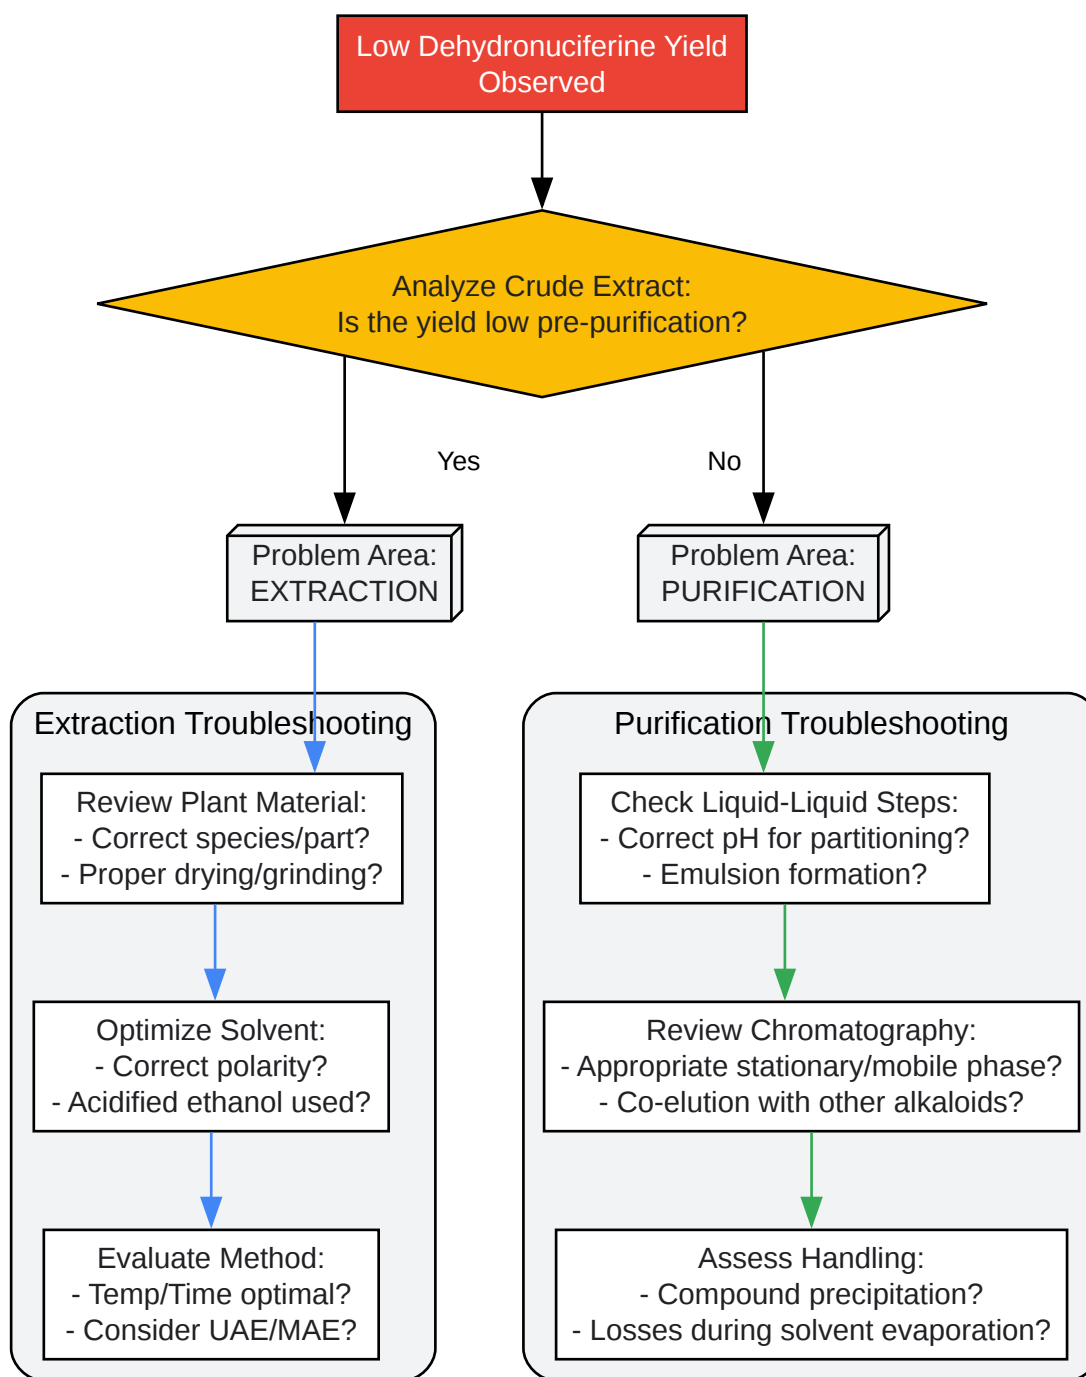 Low Dehydronuciferine Yield
Observed
Analyze Crude Extract:
Is the yield low pre-purification?
Yes
No
Problem Area:
EXTRACTION
Problem Area:
PURIFICATION
Extraction Troubleshooting
Review Plant Material:
- Correct species/part?
- Proper drying/grinding?
Optimize Solvent:
- Correct polarity?
- Acidified ethanol used?
Evaluate Method:
- Temp/Time optimal?
- Consider UAE/MAE?
Purification Troubleshooting
Check Liquid-Liquid Steps:
- Correct pH for partitioning?
- Emulsion formation?
Review Chromatography:
- Appropriate stationary/mobile phase?
- Co-elution with other alkaloids?
Assess Handling:
- Compound precipitation?
- Losses during solvent evaporation?